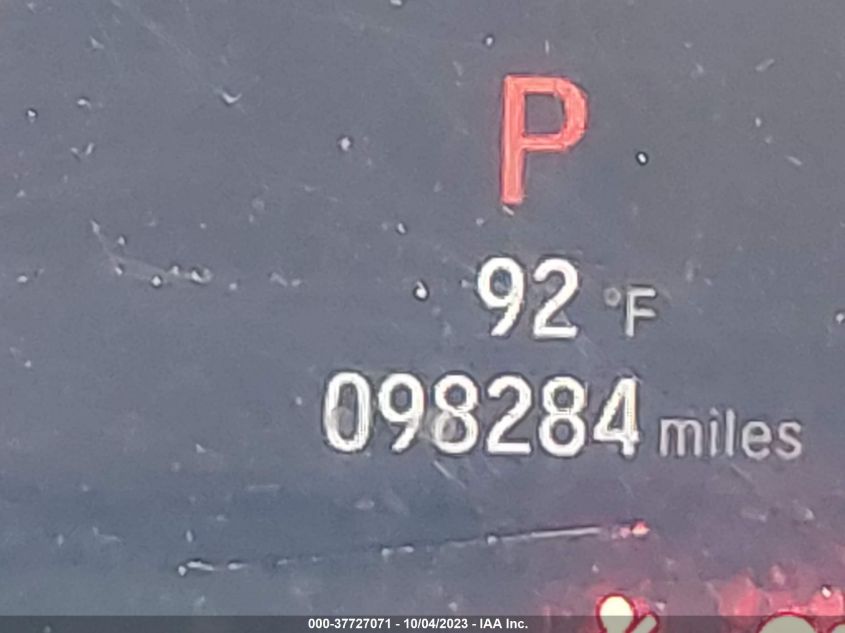 P
92 °F
098284 miles
000-37727071 - 10/04/2023 - IAA Inc.